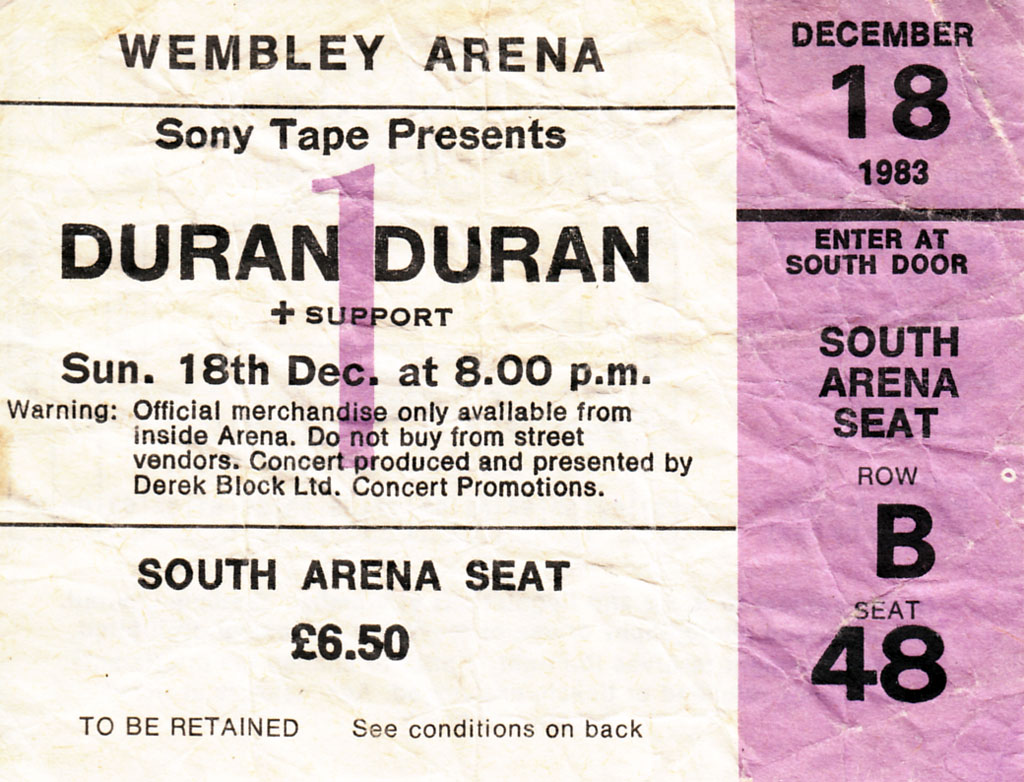 WEMBLEY ARENA
Sony Tape Presents
1
DURAN DURAN
+ SUPPORT
Sun. 18th Dec. at 8.00 p.m.
Warning: Official merchandise only available from
inside Arena. Do not buy from street
vendors. Concert produced and presented by
Derek Block Ltd. Concert Promotions.
SOUTH ARENA SEAT
£6.50
TO BE RETAINED See conditions on back
DECEMBER
18
1983
ENTER AT
SOUTH DOOR
SOUTH
ARENA
SEAT
ROW
B
SEAT
48